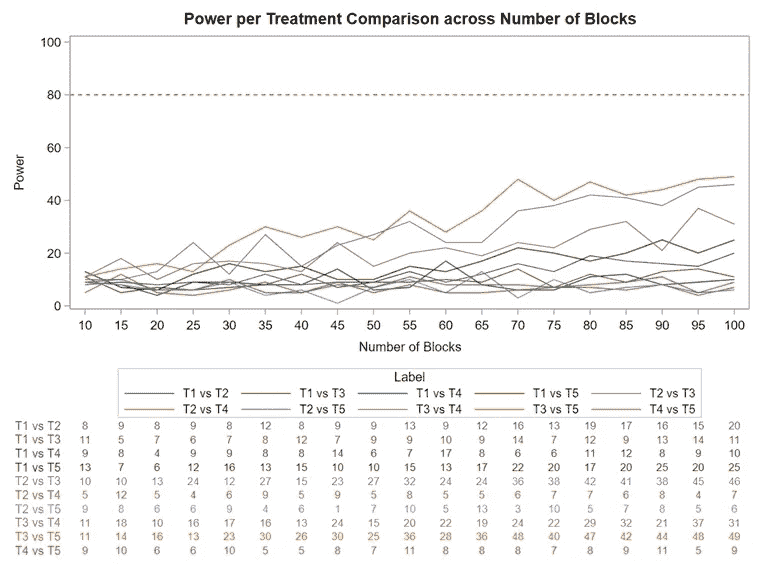 Power per Treatment Comparison across Number of Blocks
100
80
60
40
20
0
Power
10 15 20 25 30 35 40 45 50 55 60 65 70 75 80 85 90 95 100
Number of Blocks
Label
T1 vs T2 T1 vs T3 T1 vs T4 T1 vs T5 T2 vs T3
T2 vs T4 T2 vs T5 T3 vs T4 T3 vs T5 T4 vs T5
T1 vs T2 8 9 8 9 8 12 8 9 9 13 9 12 16 13 19 17 16 15 20
T1 vs T3 11 5 7 6 7 8 12 7 9 9 10 9 14 7 12 9 13 14 11
T1 vs T4 9 8 4 9 9 8 8 14 6 7 17 8 6 6 11 12 8 9 10
T1 vs T5 13 7 6 12 16 13 15 10 10 15 13 17 22 20 17 20 25 20 25
T2 vs T3 10 10 13 24 12 27 15 23 27 32 24 24 36 38 42 41 38 45 46
T2 vs T4 5 12 5 4 6 9 5 9 5 8 5 5 6 7 7 6 8 4 7
T2 vs T5 9 8 6 6 9 4 6 1 7 10 5 13 3 10 5 7 8 5 6
T3 vs T4 11 18 10 16 17 16 13 24 15 20 22 19 24 22 29 32 21 37 31
T3 vs T5 11 14 16 13 23 30 26 30 25 36 28 36 48 40 47 42 44 48 49
T4 vs T5 9 10 6 6 10 5 5 8 7 11 8 8 8 7 8 9 11 5 9